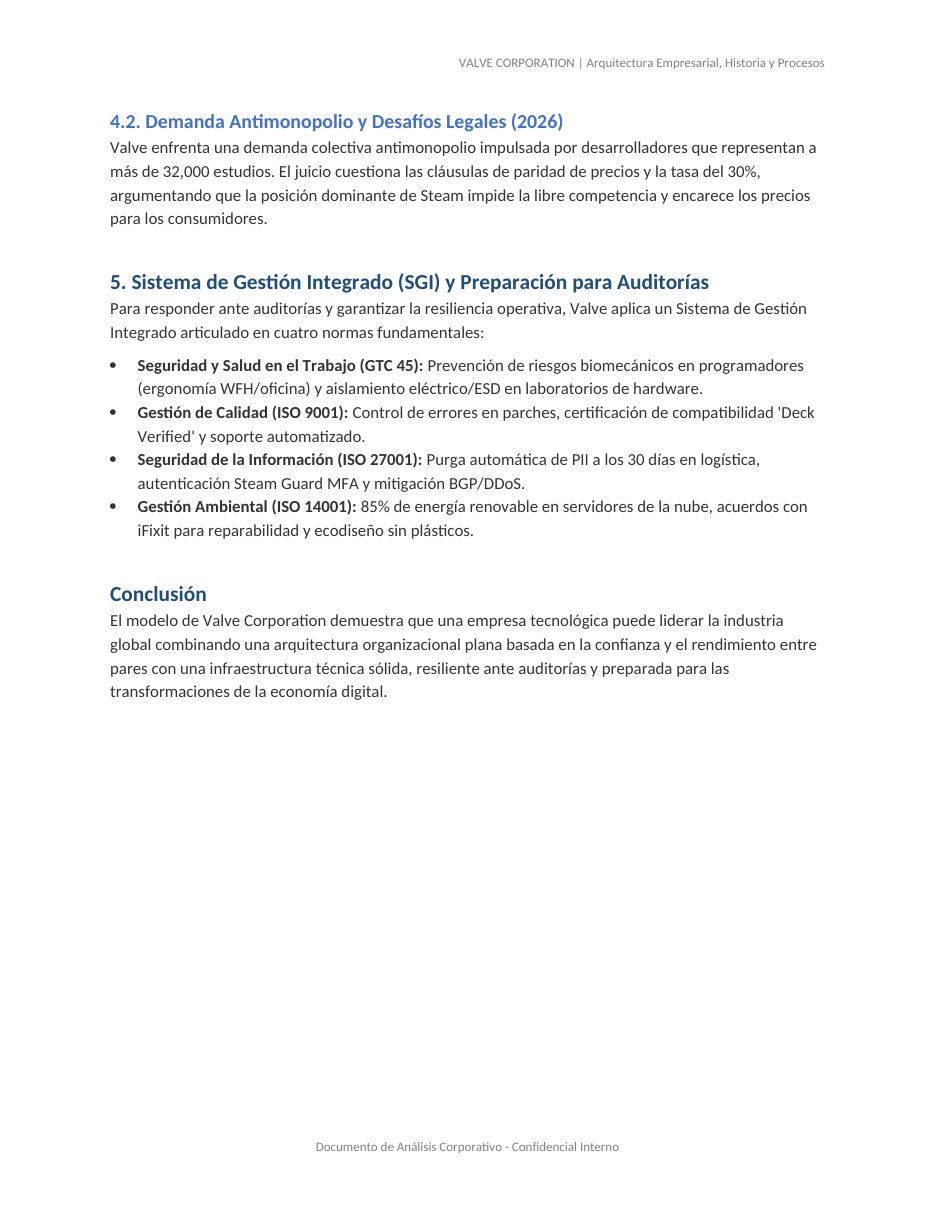 VALVE CORPORATION | Arquitectura Empresarial, Historia y Procesos
4.2. Demanda Antimonopolio y Desafíos Legales (2026)
Valve enfrenta una demanda colectiva antimonopolio impulsada por desarrolladores que representan a
más de 32,000 estudios. El juicio cuestiona las cláusulas de paridad de precios y la tasa del 30%,
argumentando que la posición dominante de Steam impide la libre competencia y encarece los precios
para los consumidores.
5. Sistema de Gestión Integrado (SGI) y Preparación para Auditorías
Para responder ante auditorías y garantizar la resiliencia operativa, Valve aplica un Sistema de Gestión
Integrado articulado en cuatro normas fundamentales:
• Seguridad y Salud en el Trabajo (GTC 45): Prevención de riesgos biomecánicos en programadores
(ergonomía WFH/oficina) y aislamiento eléctrico/ESD en laboratorios de hardware.
• Gestión de Calidad (ISO 9001): Control de errores en parches, certificación de compatibilidad 'Deck
Verified' y soporte automatizado.
• Seguridad de la Información (ISO 27001): Purga automática de PII a los 30 días en logística,
autenticación Steam Guard MFA y mitigación BGP/DDoS.
• Gestión Ambiental (ISO 14001): 85% de energía renovable en servidores de la nube, acuerdos con
iFixit para reparabilidad y ecodiseño sin plásticos.
Conclusión
El modelo de Valve Corporation demuestra que una empresa tecnológica puede liderar la industria
global combinando una arquitectura organizacional plana basada en la confianza y el rendimiento entre
pares con una infraestructura técnica sólida, resiliente ante auditorías y preparada para las
transformaciones de la economía digital.
Documento de Análisis Corporativo - Confidencial Interno